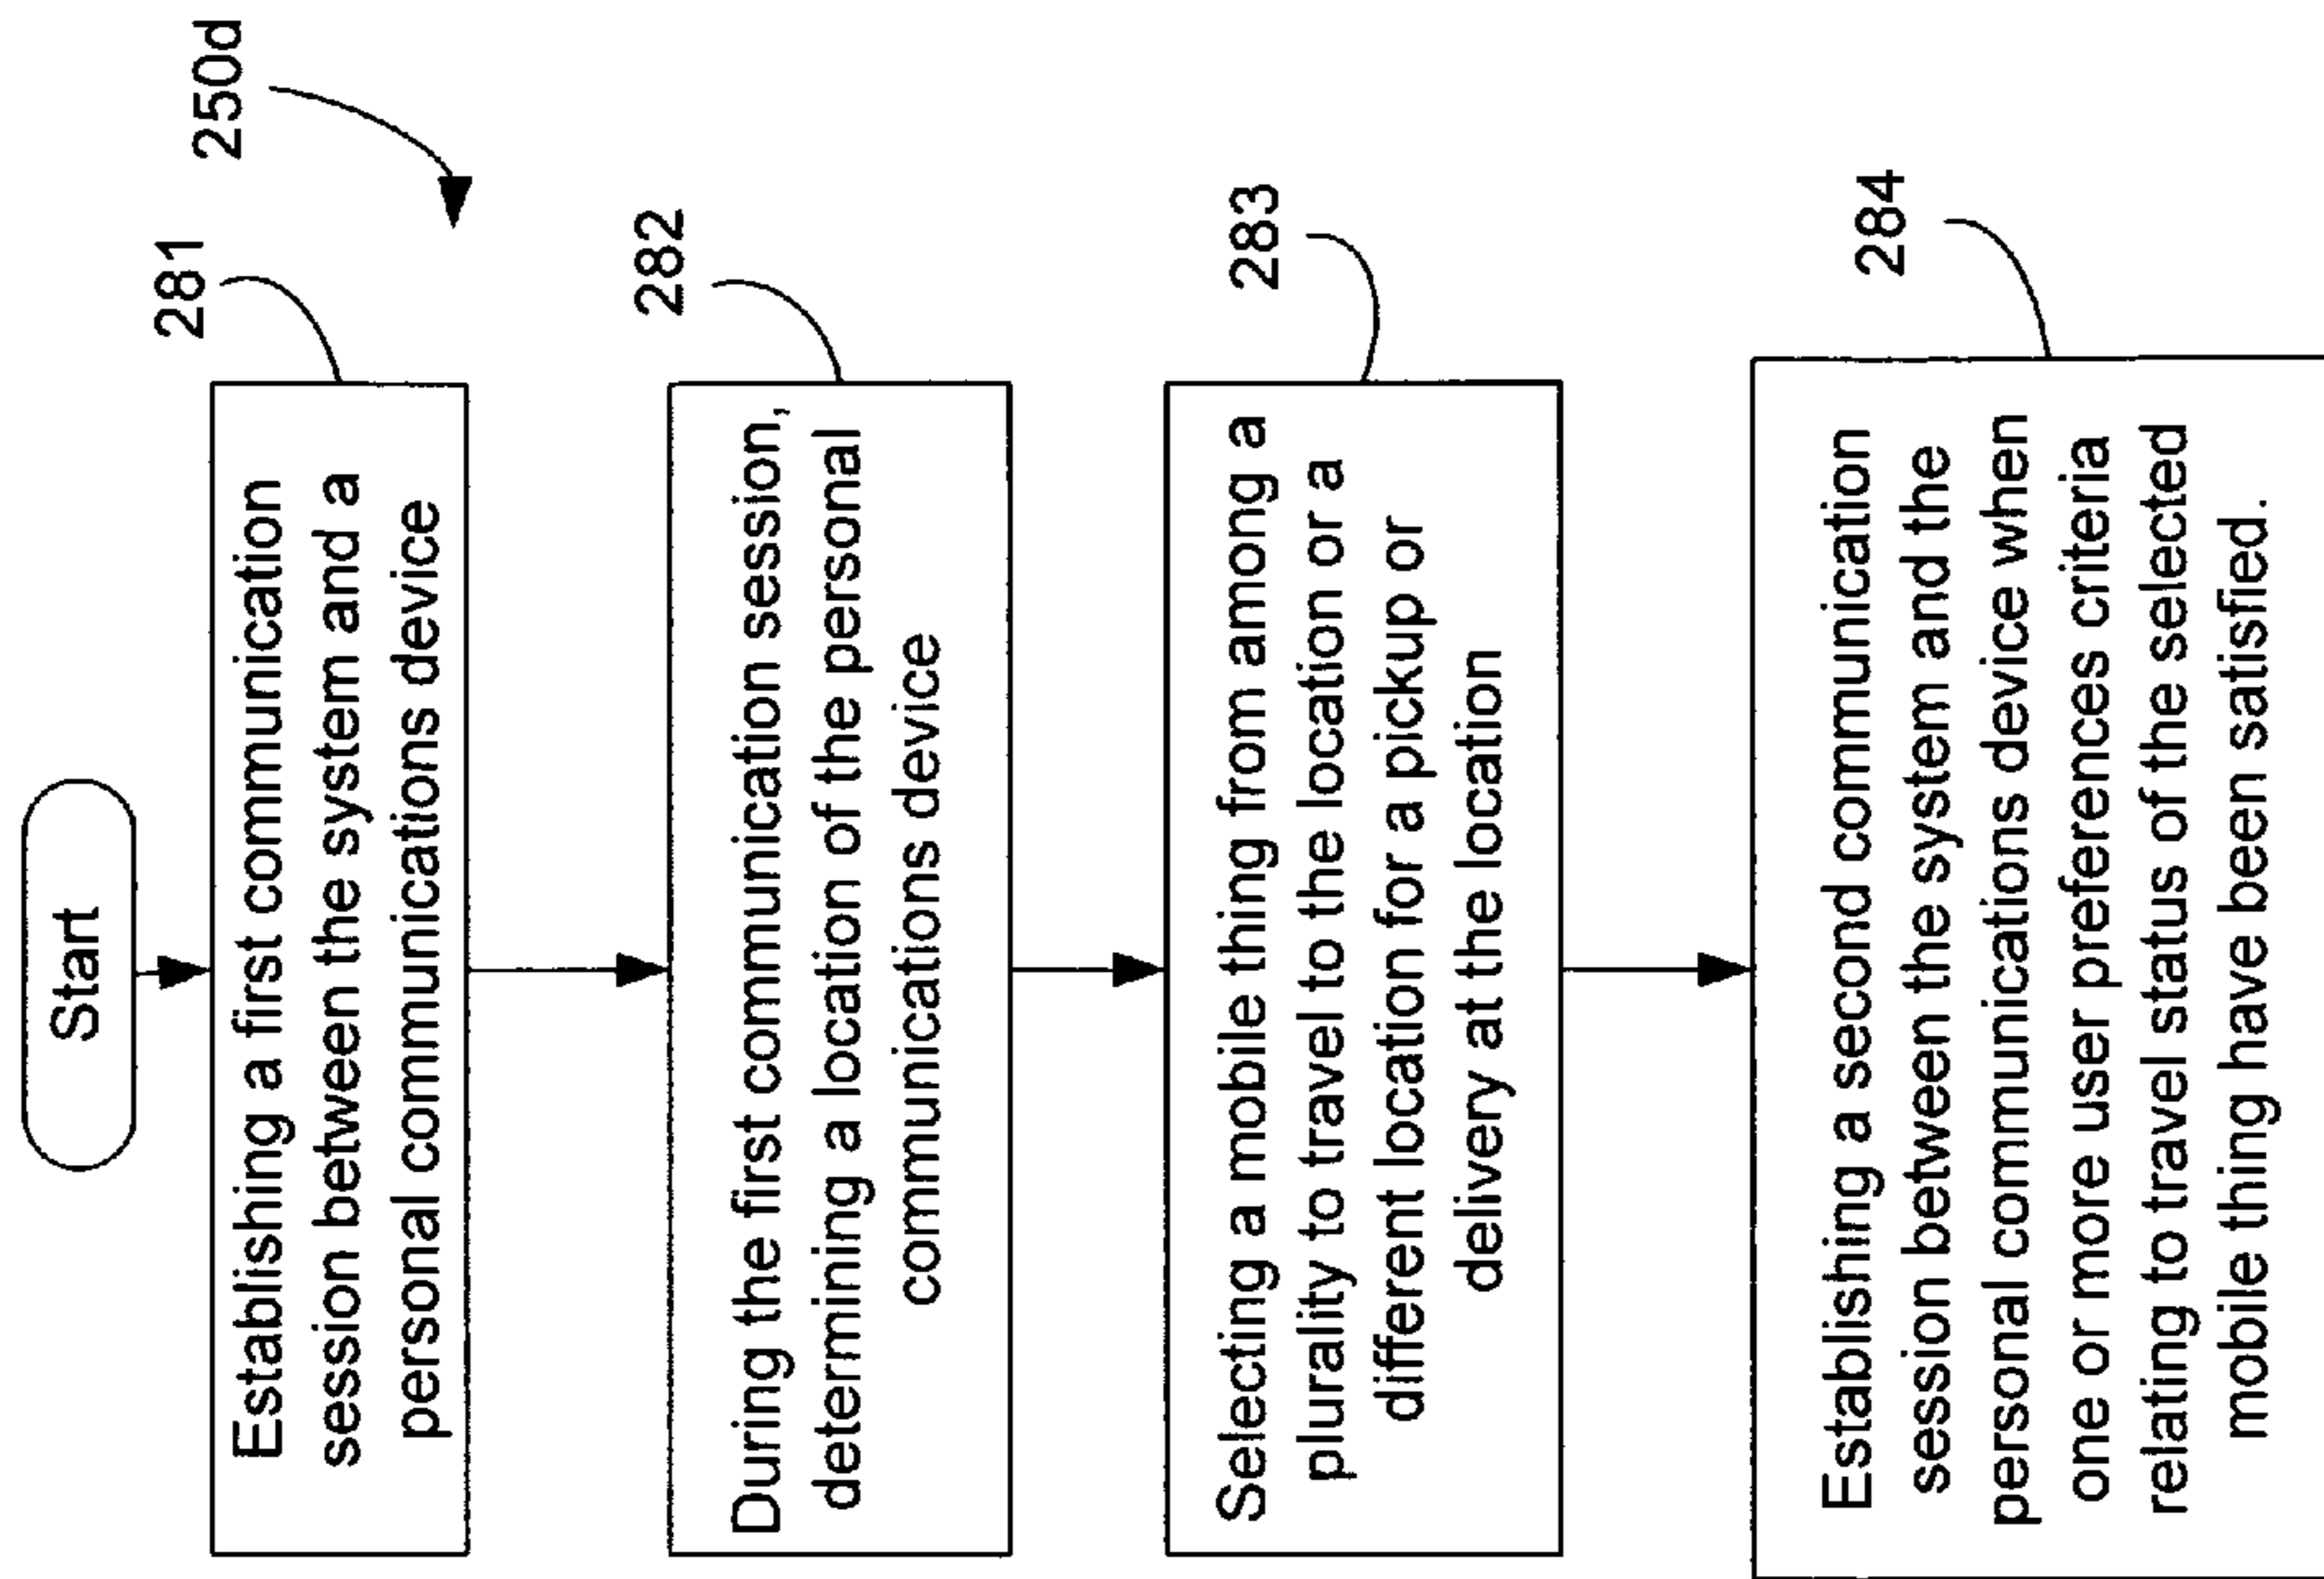 Start
250d
281
Establishing a first communication
session between the system and a
personal communications device
282
During the first communication session,
determining a location of the personal
communications device
283
Selecting a mobile thing from among a
plurality to travel to the location or a
different location for a pickup or
delivery at the location
284
Establishing a second communication
session between the system and the
personal communications device when
one or more user preferences criteria
relating to travel status of the selected
mobile thing have been satisfied.